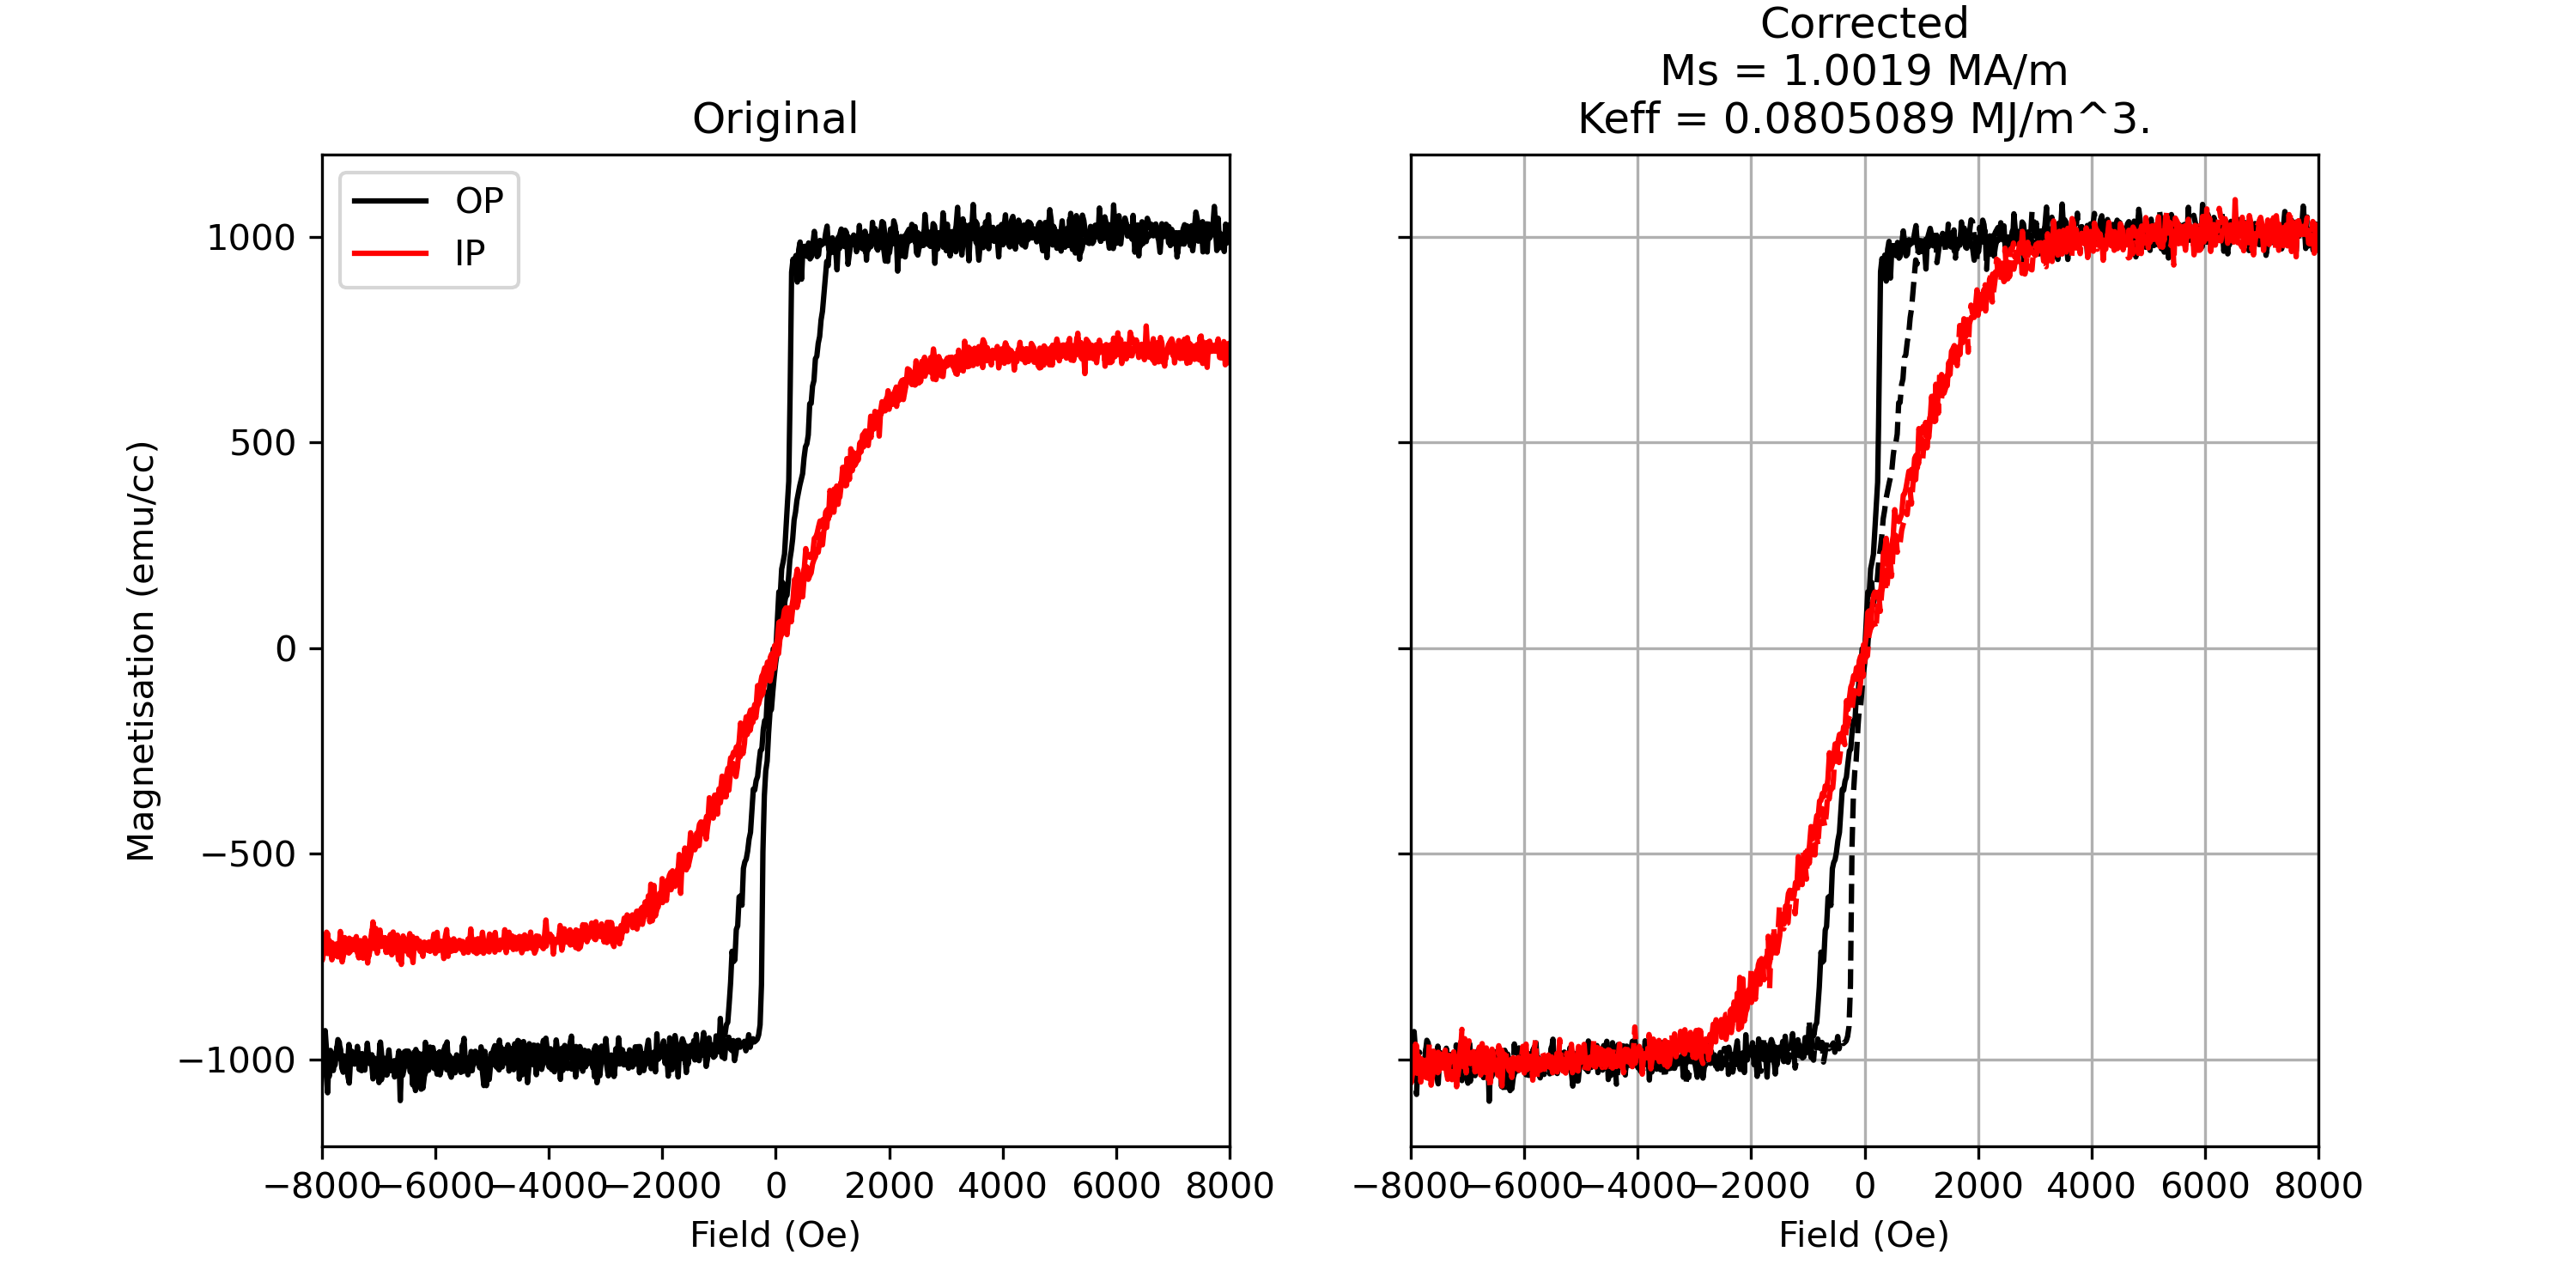 Original
OP
IP
1000
500
0
−500
−1000
Magnetisation (emu/cc)
−8000 −6000 −4000 −2000 0 2000 4000 6000 8000
Field (Oe)
Corrected
Ms = 1.0019 MA/m
Keff = 0.0805089 MJ/m^3.
−8000 −6000 −4000 −2000 0 2000 4000 6000 8000
Field (Oe)